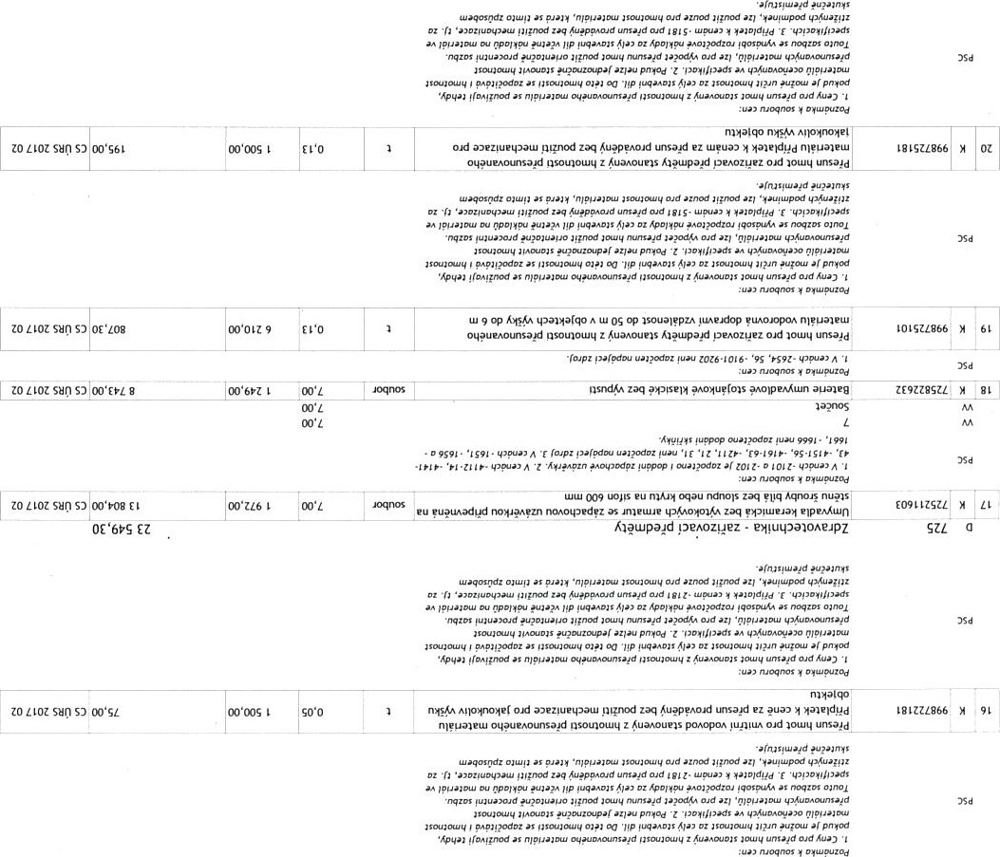 Poznámka k souboru cen:
1. Ceny pro přesun hmot stanovený z hmotnosti přesunovaného materiálu se používají tehdy,
pokud je možné určit hmotnost za celý stavební díl. Do této hmotnosti se započítává i hmotnost
materiálů oceňovaných ve specifikaci. 2. Pokud nelze jednoznačně stanovit hmotnost
PSC přesunovaných materiálů, lze pro výpočet přesunu hmot použít orientačně procentní sazbu.
Touto sazbou se vynásobí rozpočtové náklady za celý stavební díl včetně nákladů na materiál ve
specifikacích. 3. Příplatek k cenám -2181 pro přesun prováděný bez použití mechanizace, tj. za
ztížených podmínek, lze použít pouze pro hmotnost materiálu, která se tímto způsobem
skutečně přemísťuje.
Přesun hmot pro vnitřní vodovod stanovený z hmotnosti přesunovaného materiálu
16 K 998722181 Příplatek k ceně za přesun prováděný bez použití mechanizace pro jakoukoliv výšku t 0,05 1 500,00 75,00 CS ÚRS 2017 02
objektu
Poznámka k souboru cen:
1. Ceny pro přesun hmot stanovený z hmotnosti přesunovaného materiálu se používají tehdy,
pokud je možné určit hmotnost za celý stavební díl. Do této hmotnosti se započítává i hmotnost
materiálů oceňovaných ve specifikaci. 2. Pokud nelze jednoznačně stanovit hmotnost
PSC přesunovaných materiálů, lze pro výpočet přesunu hmot použít orientačně procentní sazbu.
Touto sazbou se vynásobí rozpočtové náklady za celý stavební díl včetně nákladů na materiál ve
specifikacích. 3. Příplatek k cenám -2181 pro přesun prováděný bez použití mechanizace, tj. za
ztížených podmínek, lze použít pouze pro hmotnost materiálu, která se tímto způsobem
skutečně přemísťuje.
D 725 Zdravotechnika - zařizovací předměty 23 549,30
17 K 725211603 Umyvadla keramická bez výtokových armatur se zápachovou uzávěrkou připevněná na soubor 7,00 1 972,00 13 804,00 CS ÚRS 2017 02
stěnu šrouby bílá bez sloupu nebo krytu na sifon 600 mm
Poznámka k souboru cen:
PSC 1. V cenách -2101 a -2102 je započteno i dodání zápachové uzávěrky. 2. V cenách -4112-14, -4141-
43, -4151-56, -4161-63, -4211, 21, 31, není započten napájecí zdroj 3. V cenách -1651, -1656 a -
1661, -1666 není započteno dodání skříňky.
VV 7 7,00
VV Součet 7,00
18 K 725822632 Baterie umyvadlové stojánkové klasické bez výpusti soubor 7,00 1 249,00 8 743,00 CS ÚRS 2017 02
PSC Poznámka k souboru cen:
1. V cenách -2654, 56, -9101-9202 není započten napájecí zdroj.
19 K 998725101 Přesun hmot pro zařizovací předměty stanovený z hmotnosti přesunovaného t 0,13 6 210,00 807,30 CS ÚRS 2017 02
materiálu vodorovná dopravní vzdálenost do 50 m v objektech výšky do 6 m
Poznámka k souboru cen:
1. Ceny pro přesun hmot stanovený z hmotnosti přesunovaného materiálu se používají tehdy,
pokud je možné určit hmotnost za celý stavební díl. Do této hmotnosti se započítává i hmotnost
materiálů oceňovaných ve specifikaci. 2. Pokud nelze jednoznačně stanovit hmotnost
PSC přesunovaných materiálů, lze pro výpočet přesunu hmot použít orientačně procentní sazbu.
Touto sazbou se vynásobí rozpočtové náklady za celý stavební díl včetně nákladů na materiál ve
specifikacích. 3. Příplatek k cenám -5181 pro přesun prováděný bez použití mechanizace, tj. za
ztížených podmínek, lze použít pouze pro hmotnost materiálu, která se tímto způsobem
skutečně přemísťuje.
Přesun hmot pro zařizovací předměty stanovený z hmotnosti přesunovaného
20 K 998725181 materiálu Příplatek k cenám za přesun prováděný bez použití mechanizace pro t 0,13 1 500,00 195,00 CS ÚRS 2017 02
jakoukoliv výšku objektu
Poznámka k souboru cen:
1. Ceny pro přesun hmot stanovený z hmotnosti přesunovaného materiálu se používají tehdy,
pokud je možné určit hmotnost za celý stavební díl. Do této hmotnosti se započítává i hmotnost
materiálů oceňovaných ve specifikaci. 2. Pokud nelze jednoznačně stanovit hmotnost
PSC přesunovaných materiálů, lze pro výpočet přesunu hmot použít orientačně procentní sazbu.
Touto sazbou se vynásobí rozpočtové náklady za celý stavební díl včetně nákladů na materiál ve
specifikacích. 3. Příplatek k cenám -5181 pro přesun prováděný bez použití mechanizace, tj. za
ztížených podmínek, lze použít pouze pro hmotnost materiálu, která se tímto způsobem
skutečně přemísťuje.